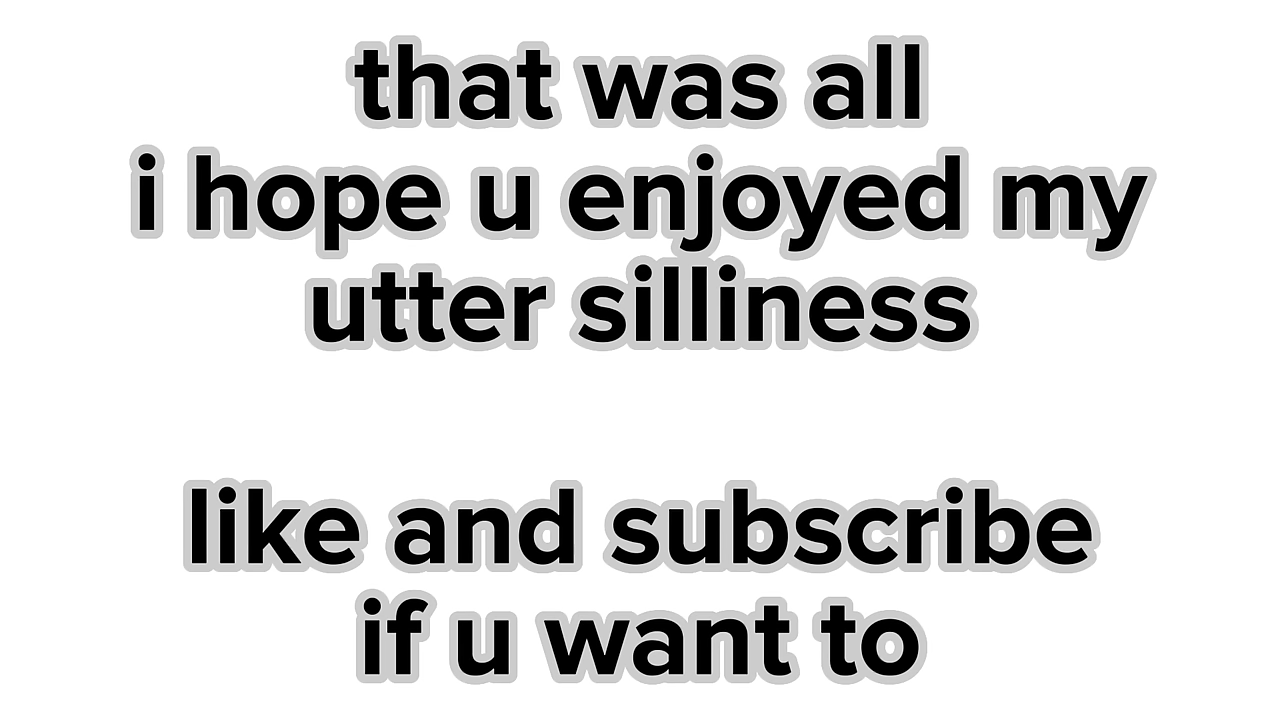 that was all
i hope u enjoyed my
utter silliness
like and subscribe
if u want to